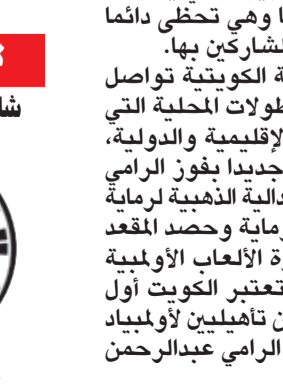 ا وهي تحظى دائما
لشاركين بها.
ة الكويتية تواصل
طولات المحلية التي
لإقليمية والدولية،
جديدا بفوز الرامي
دالية الذهبية لرماية
رماية وحصد المقعد
رة الألعاب الأولمبية
تعتبر الكويت أول
ن تأهيليين لأولمبياد
الرامي عبدالرحمن
شا